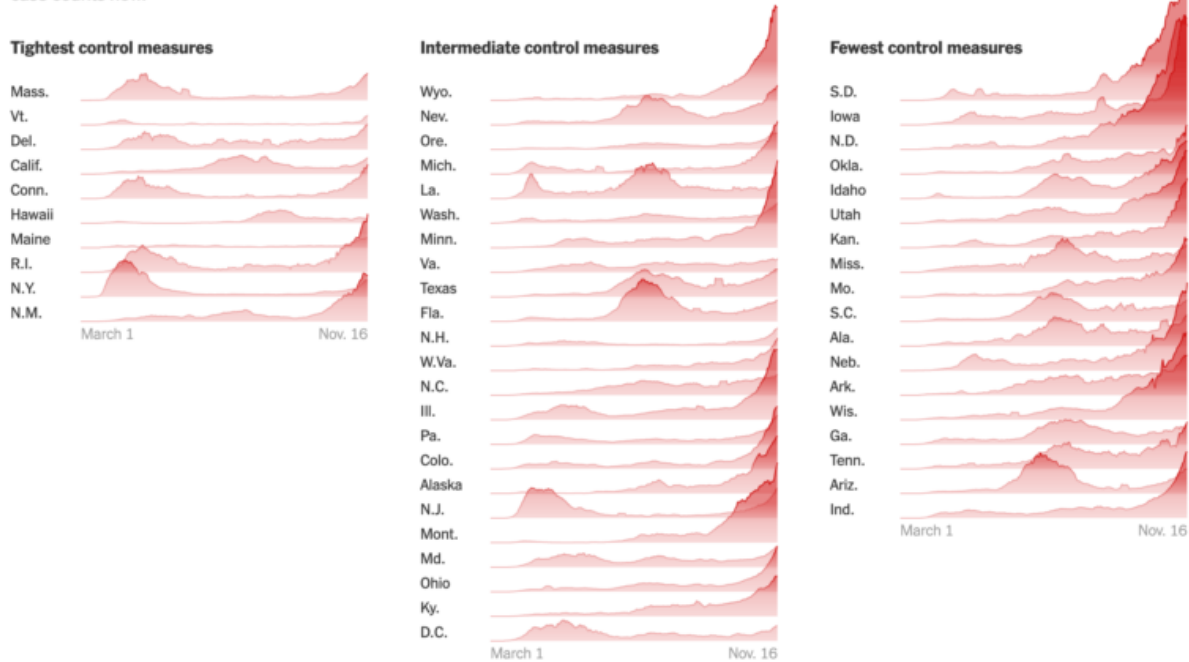 Tightest control measures
Mass.
Vt.
Del.
Calif.
Conn.
Hawaii
Maine
R.I.
N.Y.
N.M.
March 1 Nov. 16
Intermediate control measures
Wyo.
Nev.
Ore.
Mich.
La.
Wash.
Minn.
Va.
Texas
Fla.
N.H.
W.Va.
N.C.
Ill.
Pa.
Colo.
Alaska
N.J.
Mont.
Md.
Ohio
Ky.
D.C.
March 1 Nov. 16
Fewest control measures
S.D.
Iowa
N.D.
Okla.
Idaho
Utah
Kan.
Miss.
Mo.
S.C.
Ala.
Neb.
Ark.
Wis.
Ga.
Tenn.
Ariz.
Ind.
March 1 Nov. 16